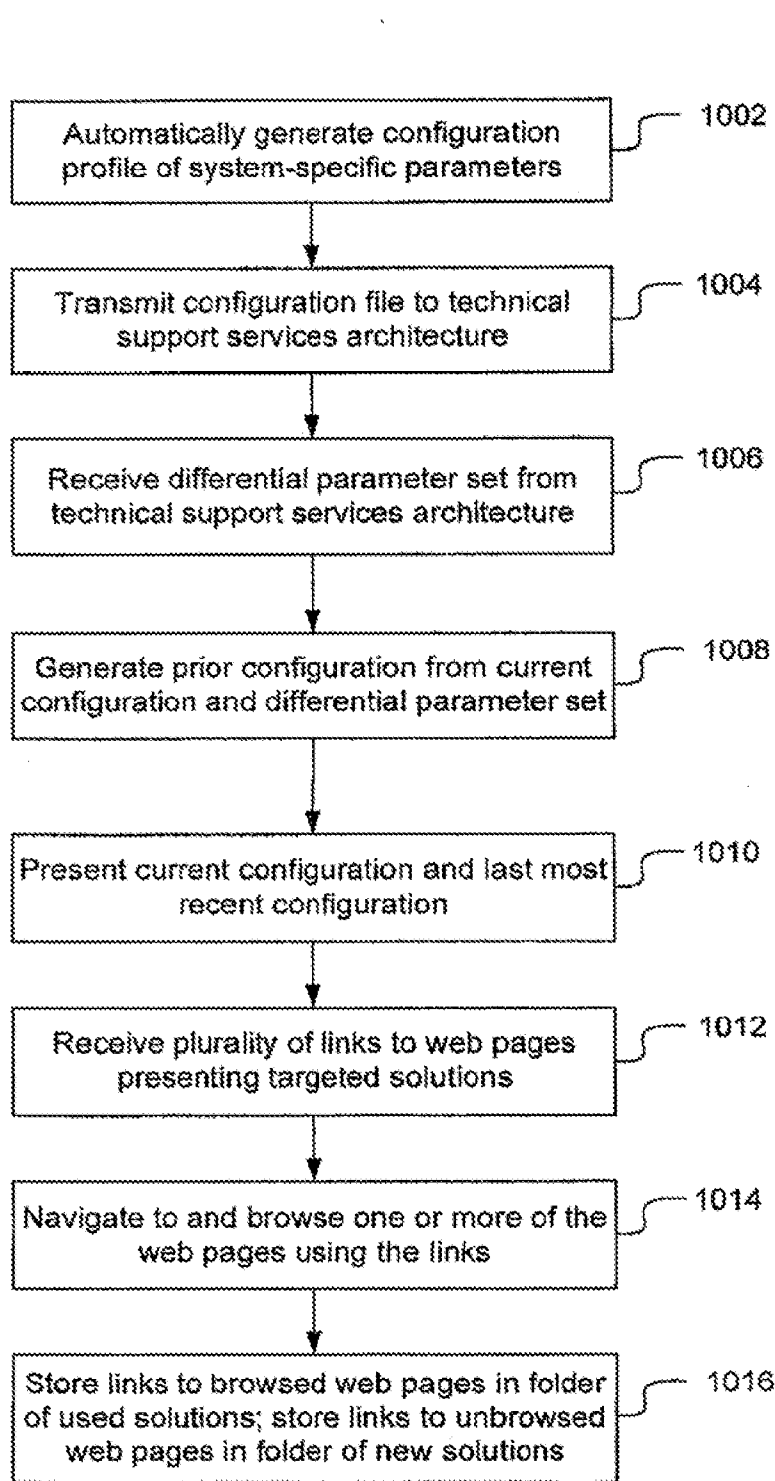 1002
Automatically generate configuration
profile of system-specific parameters
1004
Transmit configuration file to technical
support services architecture
1006
Receive differential parameter set from
technical support services architecture
1008
Generate prior configuration from current
configuration and differential parameter set
1010
Present current configuration and last most
recent configuration
1012
Receive plurality of links to web pages
presenting targeted solutions
1014
Navigate to and browse one or more of the
web pages using the links
1016
Store links to browsed web pages in folder
of used solutions; store links to unbrowsed
web pages in folder of new solutions